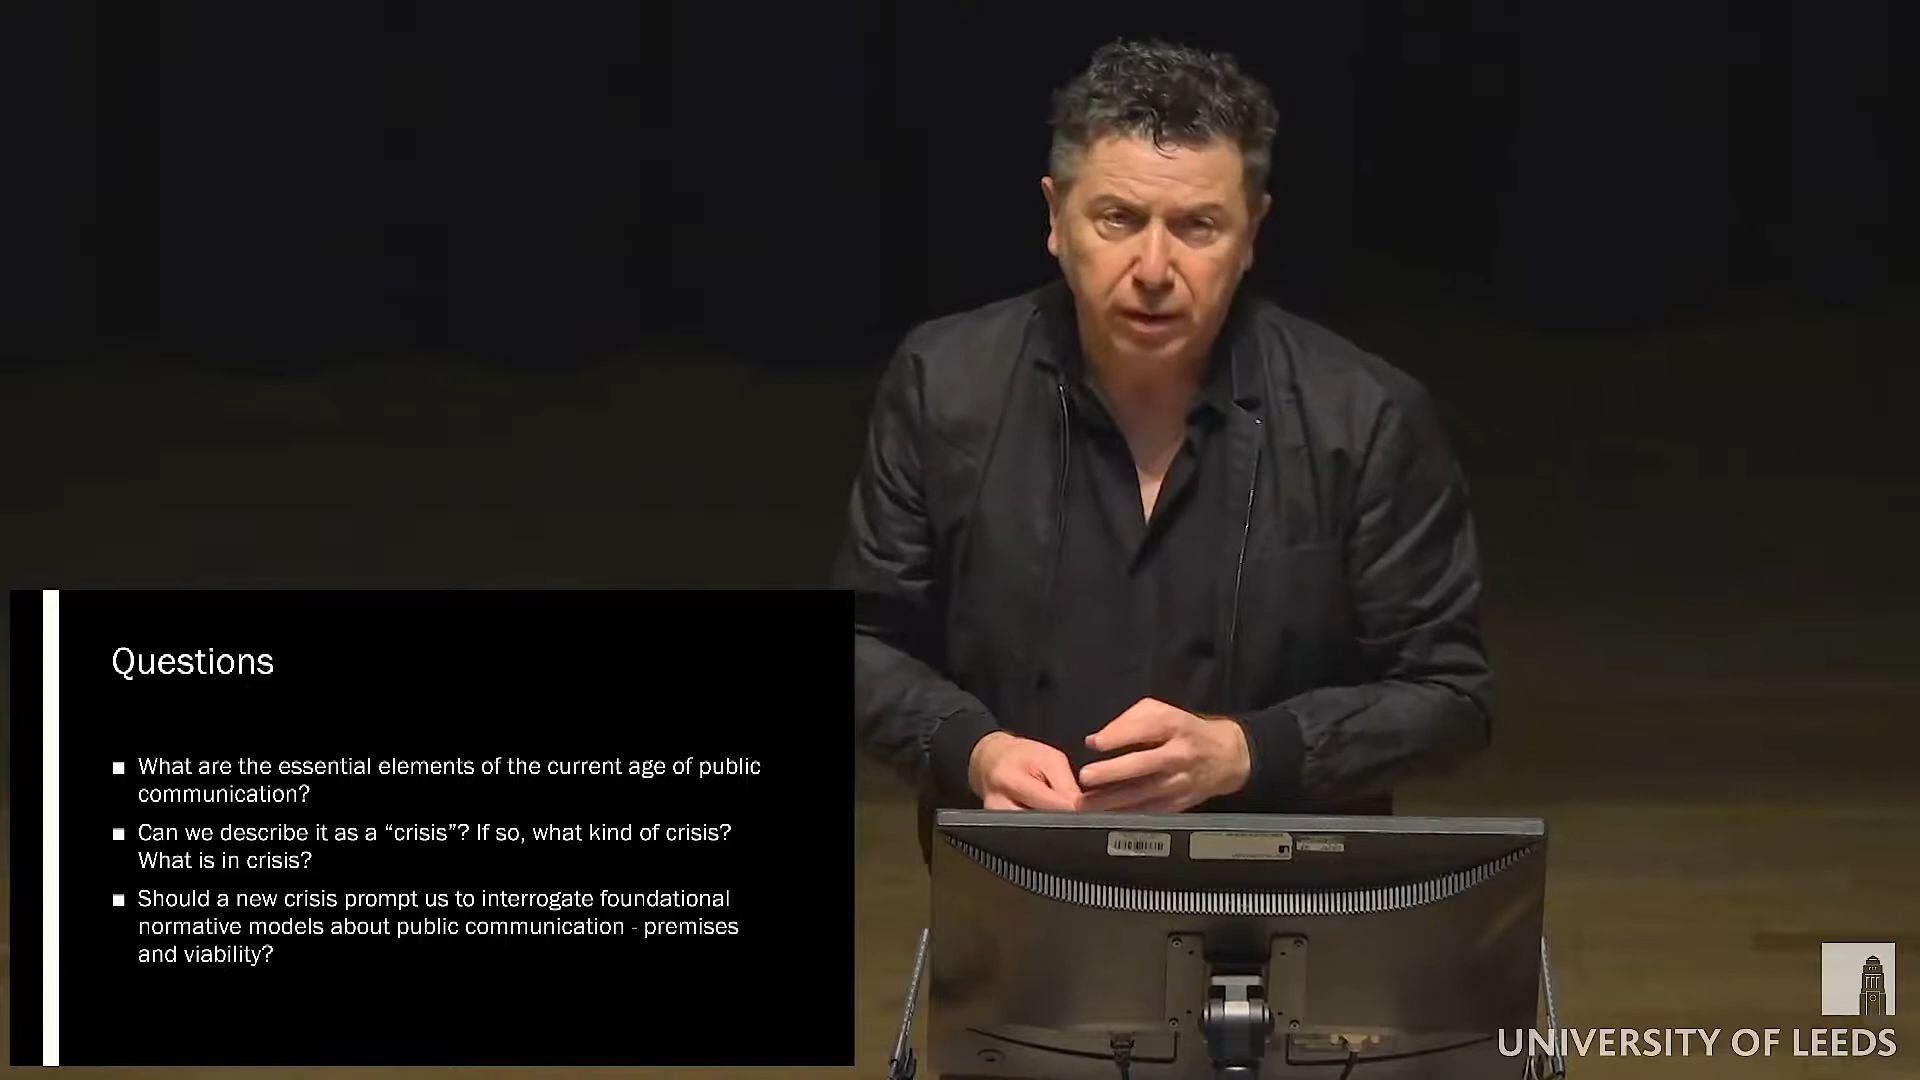 Questions
■ What are the essential elements of the current age of public
communication?
■ Can we describe it as a “crisis”? If so, what kind of crisis?
What is in crisis?
■ Should a new crisis prompt us to interrogate foundational
normative models about public communication - premises
and viability?
UNIVERSITY OF LEEDS